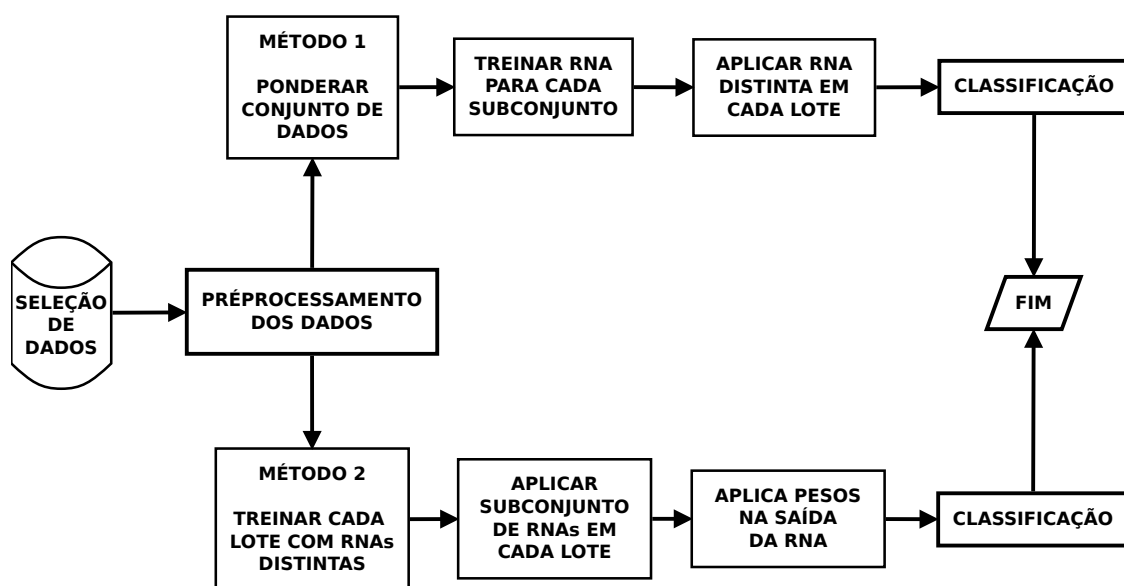 MÉTODO 1
PONDERAR
CONJUNTO DE
DADOS
TREINAR RNA
PARA CADA
SUBCONJUNTO
APLICAR RNA
DISTINTA EM
CADA LOTE
CLASSIFICAÇÃO
SELEÇÃO
DE
DADOS
PRÉPROCESSAMENTO
DOS DADOS
FIM
MÉTODO 2
TREINAR CADA
LOTE COM RNAs
DISTINTAS
APLICAR
SUBCONJUNTO
DE RNAs EM
CADA LOTE
APLICA PESOS
NA SAÍDA
DA RNA
CLASSIFICAÇÃO